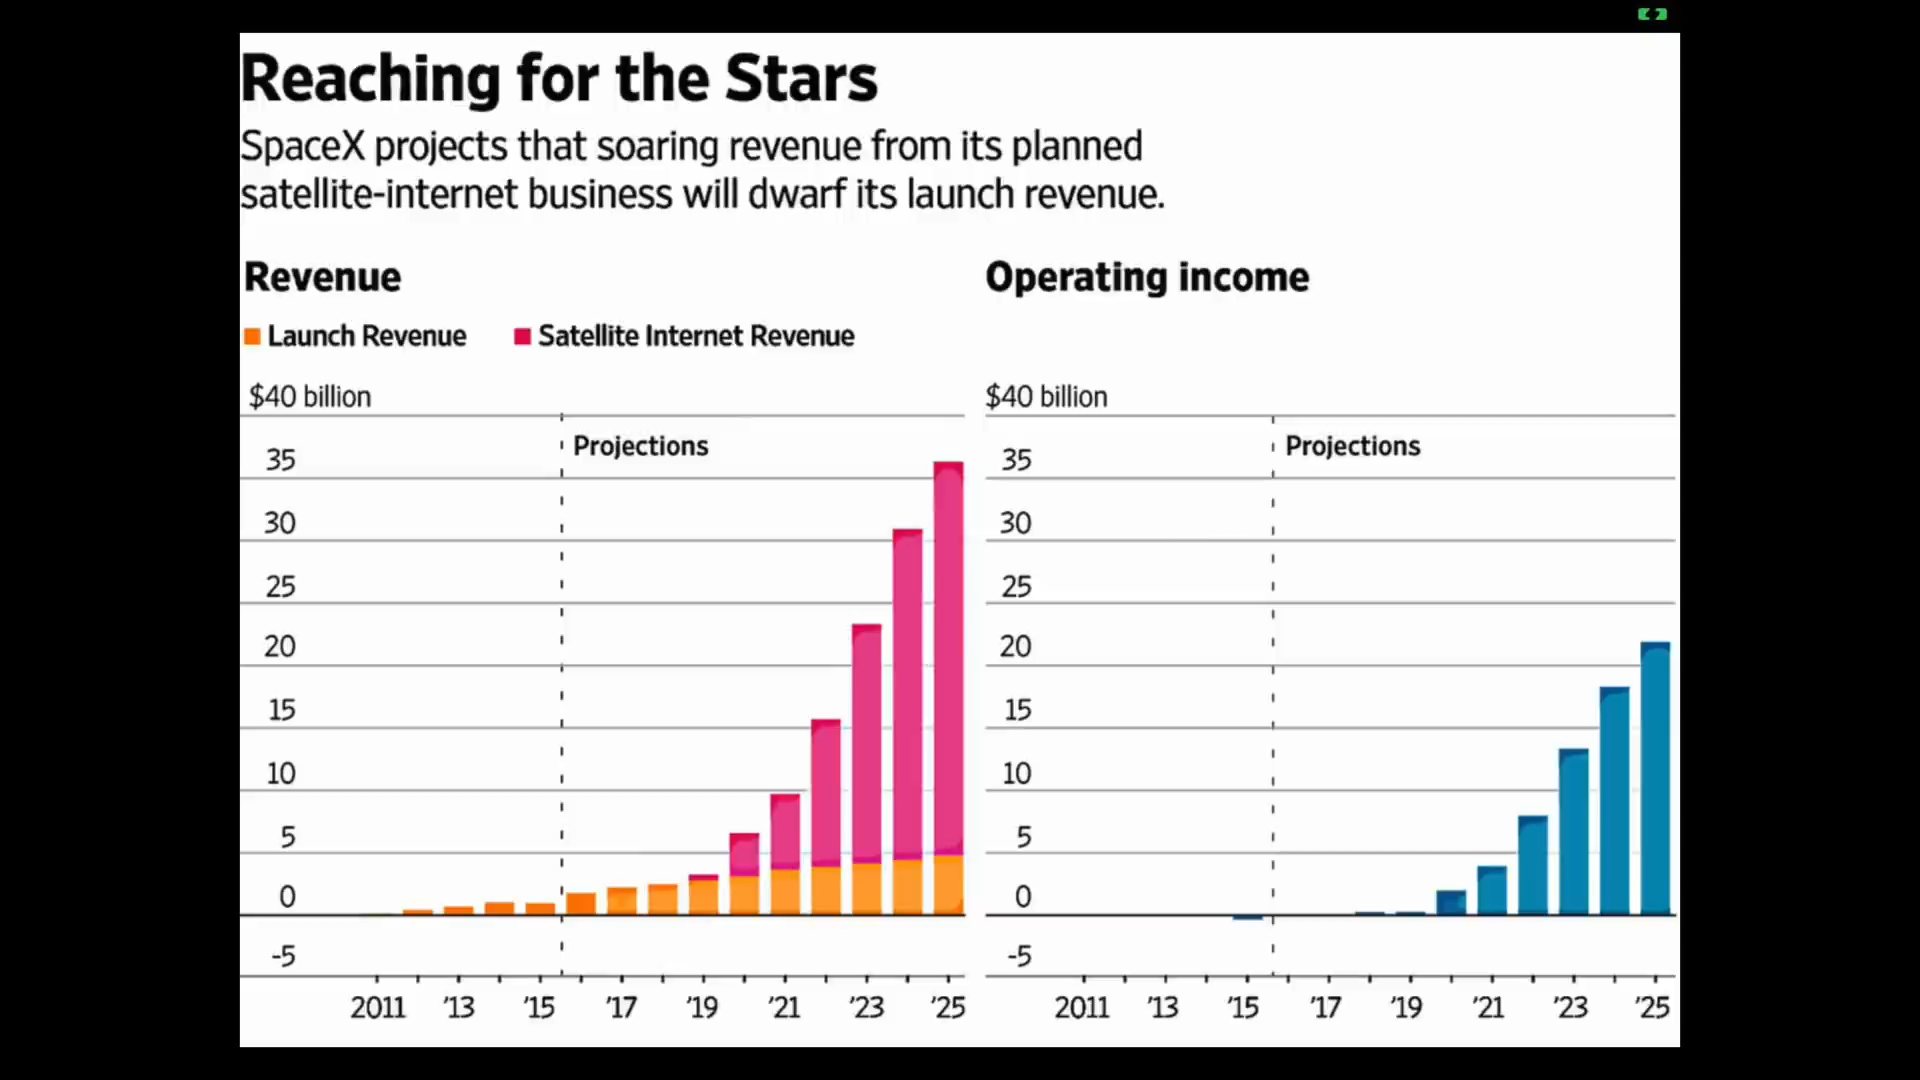 Reaching for the Stars
SpaceX projects that soaring revenue from its planned
satellite-internet business will dwarf its launch revenue.
Revenue
Launch Revenue Satellite Internet Revenue
$40 billion
Projections
35
30
25
20
15
10
5
0
-5
2011 ’13 ’15 ’17 ’19 ’21 ’23 ’25
Operating income
$40 billion
Projections
35
30
25
20
15
10
5
0
-5
2011 ’13 ’15 ’17 ’19 ’21 ’23 ’25